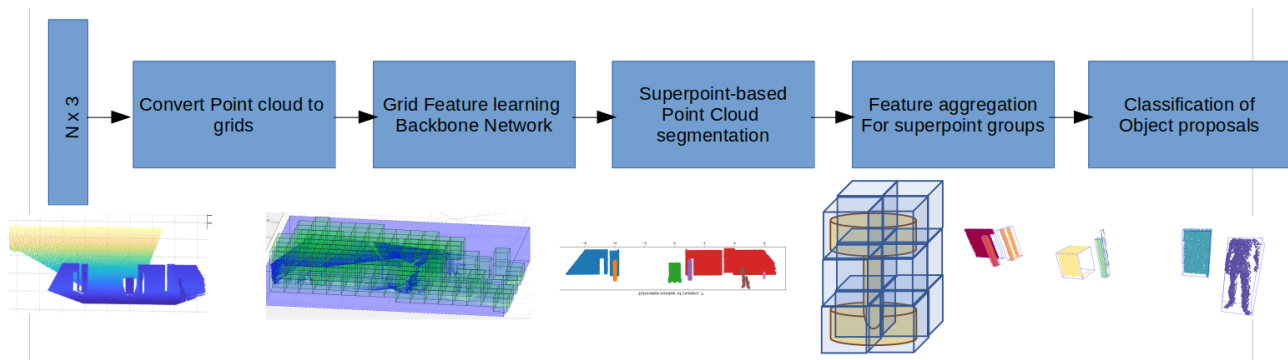 N x 3
Convert Point cloud to
grids
Grid Feature learning
Backbone Network
Superpoint-based
Point Cloud
segmentation
Feature aggregation
For superpoint groups
Classification of
Object proposals